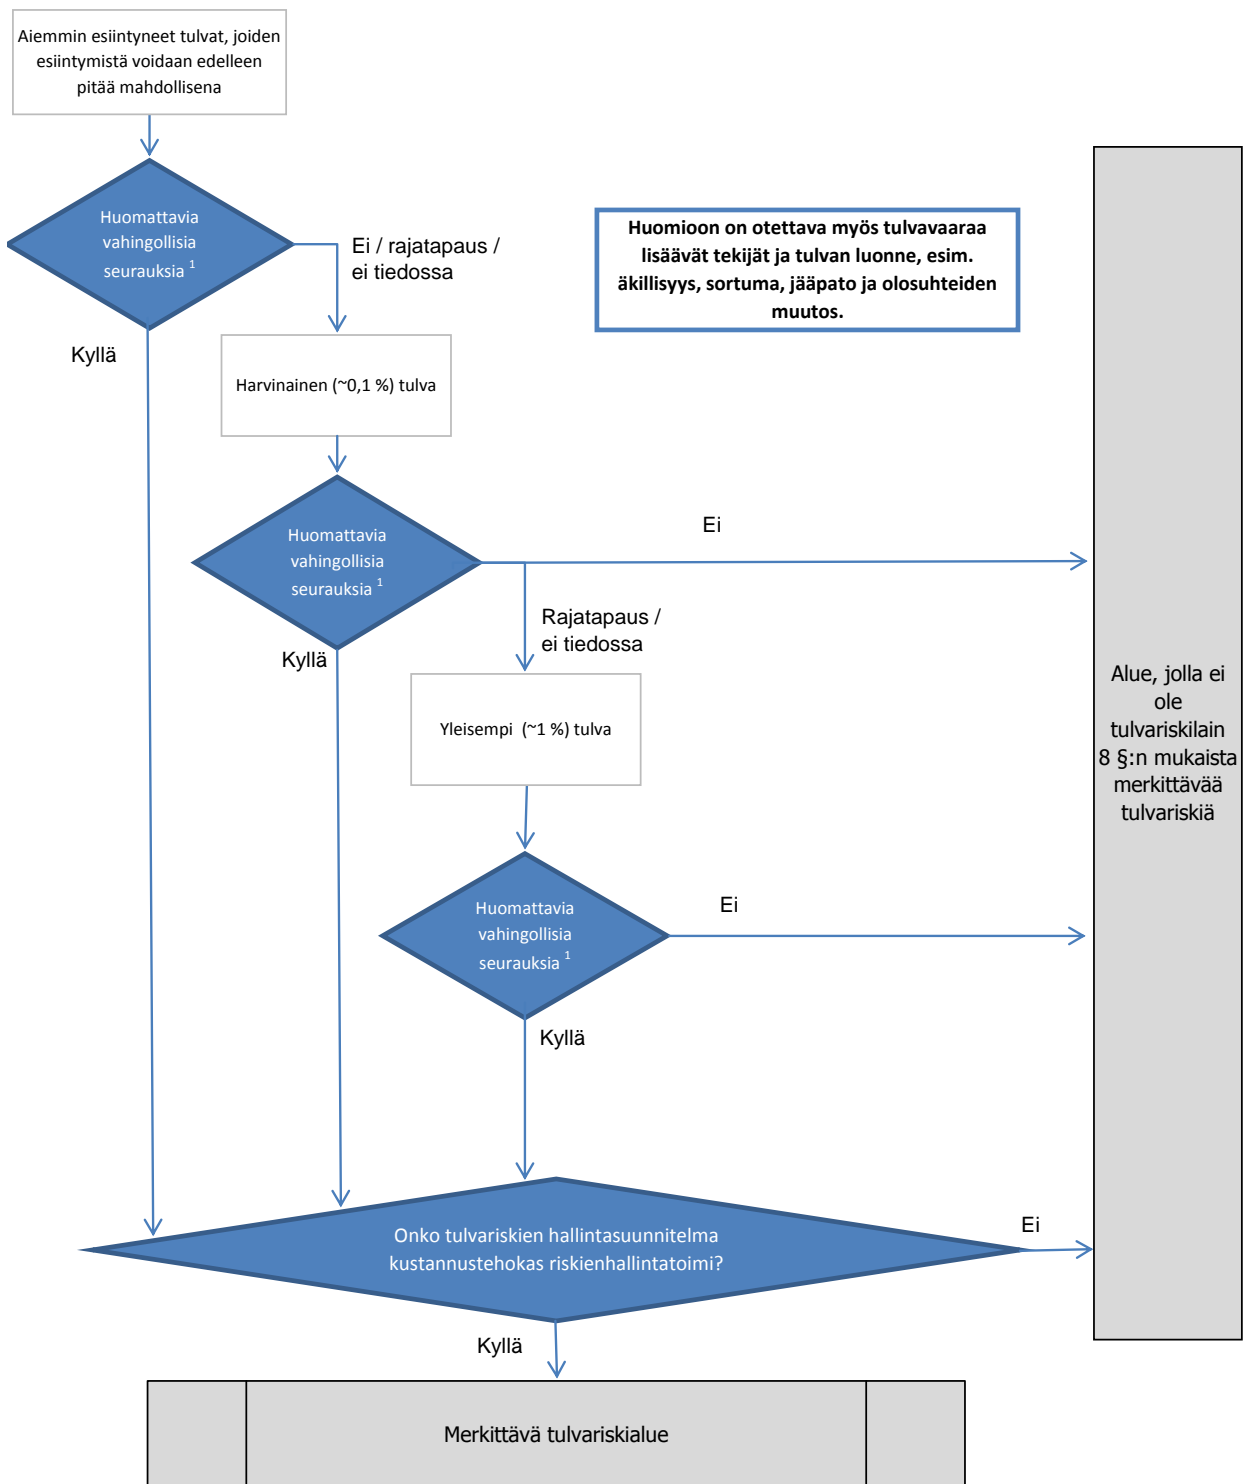 Aiemmin esiintyneet tulvat, joiden
esiintymistä voidaan edelleen
pitää mahdollisena
Huomattavia
vahingollisia
seurauksia ¹
Ei / rajatapaus /
ei tiedossa
Huomioon on otettava myös tulvavaaraa
lisäävät tekijät ja tulvan luonne, esim.
äkillisyys, sortuma, jääpato ja olosuhteiden
muutos.
Kyllä
Harvinainen (~0,1 %) tulva
Huomattavia
vahingollisia
seurauksia ¹
Ei
Rajatapaus /
ei tiedossa
Kyllä
Yleisempi (~1 %) tulva
Alue, jolla ei
ole
tulvariskilain
8 §:n mukaista
merkittävää
tulvariskiä
Huomattavia
vahingollisia
seurauksia ¹
Ei
Kyllä
Onko tulvariskien hallintasuunnitelma
kustannustehokas riskienhallintatoimi?
Ei
Kyllä
Merkittävä tulvariskialue